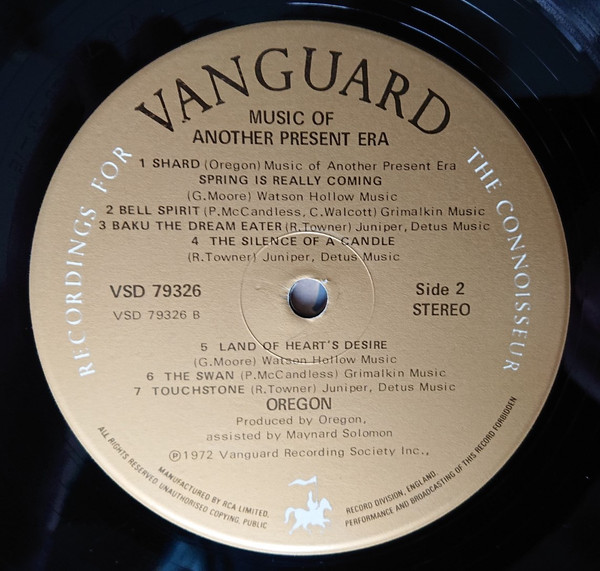 VANGUARD
RECORDINGS FOR THE CONNOISSEUR
MUSIC OF
ANOTHER PRESENT ERA
1 SHARD (Oregon) Music of Another Present Era
SPRING IS REALLY COMING
(G.Moore) Watson Hollow Music
2 BELL SPIRIT (P.McCandless, C.Walcott) Grimalkin Music
3 BAKU THE DREAM EATER (R.Towner) Juniper, Detus Music
4 THE SILENCE OF A CANDLE
(R.Towner) Juniper, Detus Music
VSD 79326
VSD 79326 B
Side 2
STEREO
5 LAND OF HEART'S DESIRE
(G.Moore) Watson Hollow Music
6 THE SWAN (P.McCandless) Grimalkin Music
7 TOUCHSTONE (R.Towner) Juniper, Detus Music
OREGON
Produced by Oregon,
assisted by Maynard Solomon
℗1972 Vanguard Recording Society Inc.,
MANUFACTURED BY RCA LIMITED, RECORD DIVISION, ENGLAND.
ALL RIGHTS RESERVED. UNAUTHORISED COPYING, PUBLIC PERFORMANCE AND BROADCASTING OF THIS RECORD FORBIDDEN